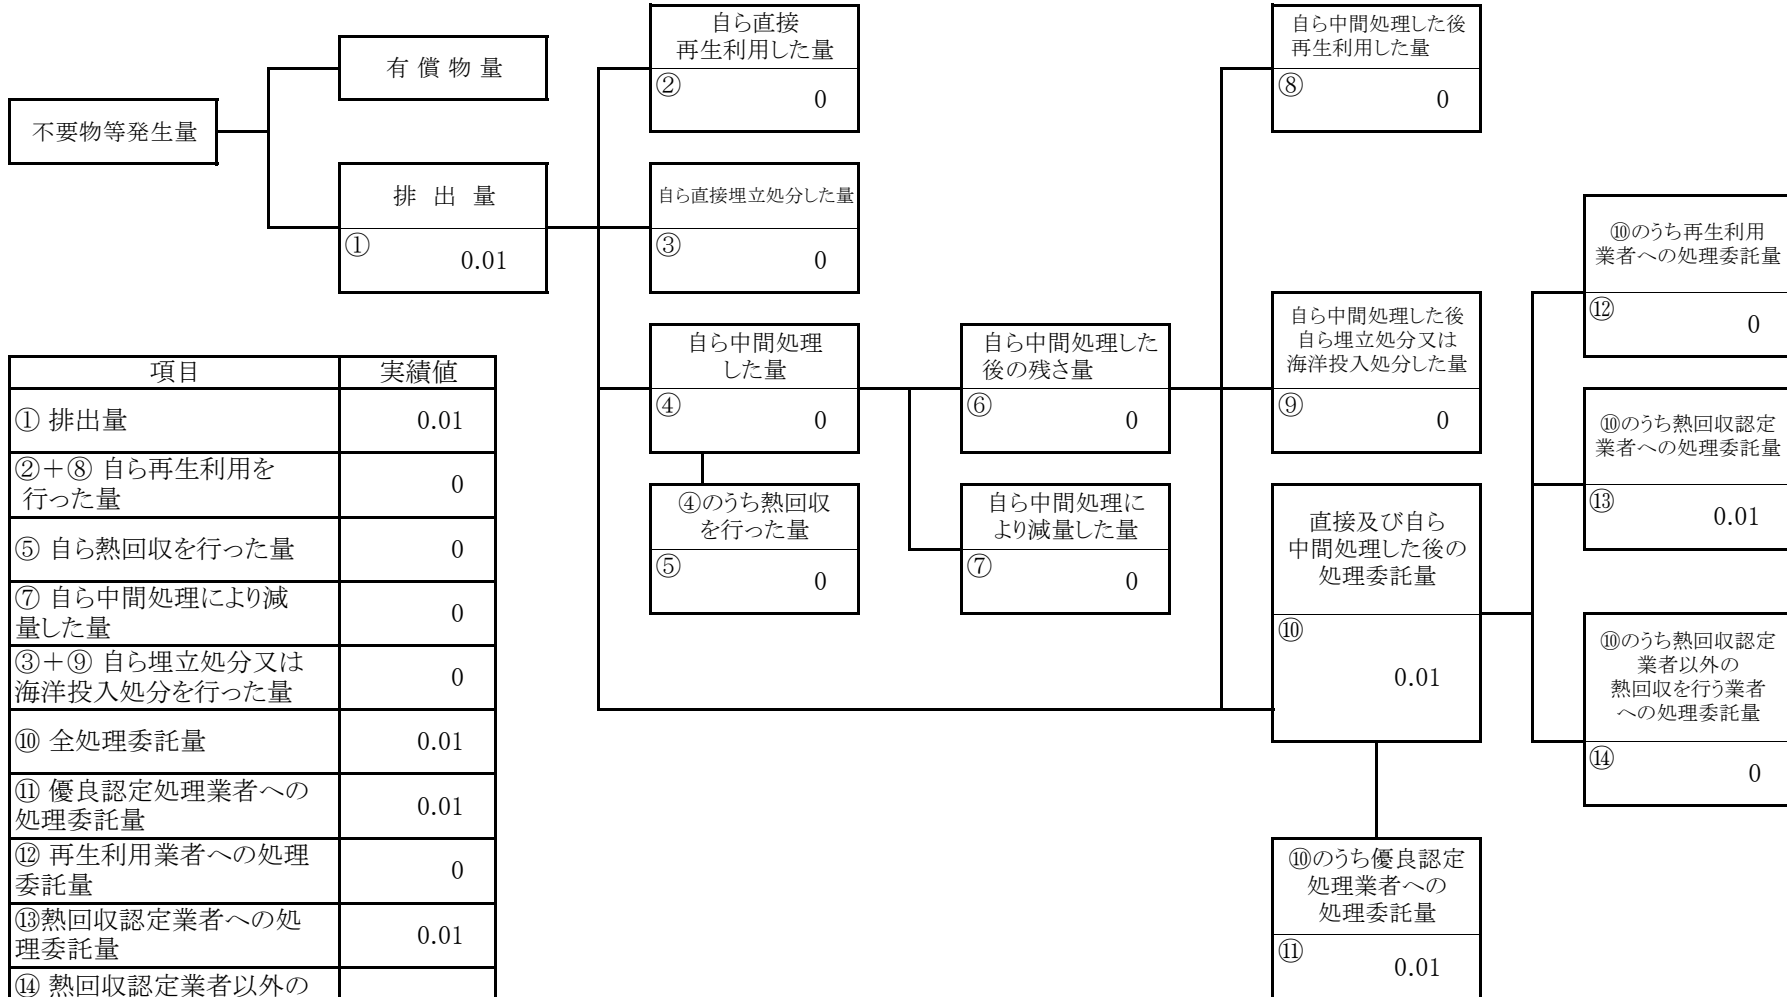 不要物等発生量
有 償 物 量
排 出 量
①
0.01
自ら直接
再生利用した量
②
0
自ら直接埋立処分した量
③
0
自ら中間処理
した量
④
0
④のうち熱回収
を行った量
⑤
0
自ら中間処理した
後の残さ量
⑥
0
自ら中間処理に
より減量した量
⑦
0
自ら中間処理した後
再生利用した量
⑧
0
自ら中間処理した後
自ら埋立処分又は
海洋投入処分した量
⑨
0
直接及び自ら
中間処理した後の
処理委託量
⑩
0.01
⑩のうち優良認定
処理業者への
処理委託量
⑪
0.01
⑩のうち再生利用
業者への処理委託量
⑫
0
⑩のうち熱回収認定
業者への処理委託量
⑬
0.01
⑩のうち熱回収認定
業者以外の
熱回収を行う業者
への処理委託量
⑭
0
項目 実績値
① 排出量 0.01
②+⑧ 自ら再生利用を
行った量 0
⑤ 自ら熱回収を行った量 0
⑦ 自ら中間処理により減
量した量 0
③+⑨ 自ら埋立処分又は
海洋投入処分を行った量 0
⑩ 全処理委託量 0.01
⑪ 優良認定処理業者への
処理委託量 0.01
⑫ 再生利用業者への処理
委託量 0
⑬熱回収認定業者への処
理委託量 0.01
⑭ 熱回収認定業者以外の